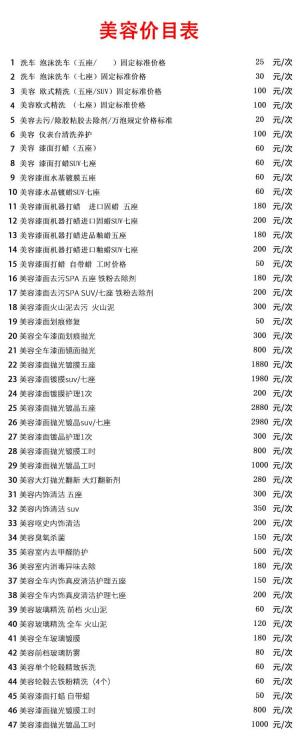 美容价目表
1 洗车 泡沫洗车（五座/ ）固定标准价格 25 元/次
2 洗车 泡沫洗车（七座）固定标准价格 30 元/次
3 美容 欧式精洗（五座/SUV）固定标准价格 100 元/次
4 美容欧式精洗 （七座）固定标准价格 100 元/次
5 美容去污/除胶粘胶去除剂/万泡规定价格标准 20 元/次
6 美容 仪表台清洗养护 100 元/次
7 美容 漆面打蜡（五座） 60 元/次
8 美容 漆面打蜡SUV七座 60 元/次
9 美容漆面水基镀膜五座 60 元/次
10 美容漆水晶镀蜡SUV七座 60 元/次
11 美容漆面机器打蜡 进口固蜡 五座 180 元/次
12 美容漆面机器打蜡进口固蜡SUV七座 200 元/次
13 美容漆面机器打蜡进品釉蜡五座 180 元/次
14 美容漆面机器打蜡进口釉蜡SUV七座 200 元/次
15 美容漆面打蜡 自带蜡 工时价格 50 元/次
16 美容漆面去污SPA 五座 铁粉去除剂 180 元/次
17 美容漆面去污SPA SUV/七座 铁粉去除剂 200 元/次
18 美容漆面火山泥去污 火山泥 300 元/次
19 美容漆面划痕修复 50 元/次
20 美容全车漆面划痕抛光 300 元/次
21 美容全车漆面镜面抛光 800 元/次
22 美容漆面抛光镀膜五座 1880 元/次
23 美容漆面镀膜suv/七座 1980 元/次
24 美容漆面镀膜护理1次 200 元/次
25 美容漆面抛光镀晶五座 2880 元/次
26 美容漆面抛光镀晶suv/七座 2980 元/次
27 美容漆面镀晶护理1次 300 元/次
28 美容漆面抛光镀膜工时 800 元/次
29 美容漆面抛光镀晶工时 1000 元/次
30 美容大灯抛光翻新 大灯翻新剂 280 元/次
31 美容内饰清洁 五座 300 元/次
32 美容内饰清洁 suv 350 元/次
33 美容呕吏内饰清洁 200 元/次
34 美容臭氧杀菌 150 元/次
35 美容室内去甲醛防护 500 元/次
36 美容室内消毒异味去除 180 元/次
37 美容全车内饰真皮清洁护理五座 150 元/次
38 美容全车内饰真皮清洁护理七座 200 元/次
39 美容玻璃精洗 前档 火山泥 60 元/次
40 美容玻璃精洗 全车 火山泥 120 元/次
41 美容全车玻璃镀膜 180 元/次
42 美容前档玻璃防雾 80 元/次
43 美容单个轮毂精致拆洗 60 元/次
44 美容轮毂去铁粉精洗（4个） 60 元/次
45 美容漆面打蜡 自带蜡 50 元/次
46 美容漆面抛光镀膜工时 800 元/次
47 美容漆面抛光镀晶工时 1000 元/次